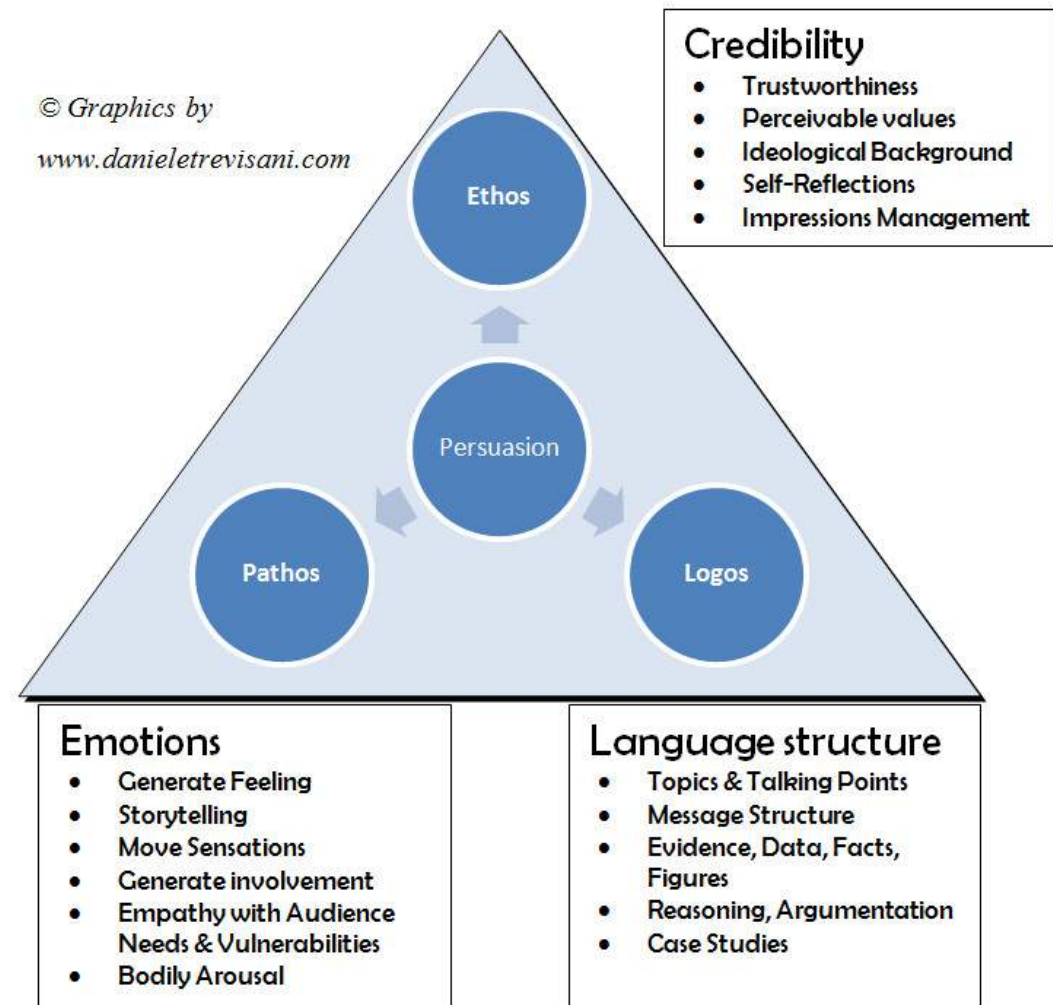 © Graphics by
www.danieletrevisani.com
Credibility
• Trustworthiness
• Perceivable values
• Ideological Background
• Self-Reflections
• Impressions Management
Ethos
Persuasion
Pathos
Logos
Emotions
• Generate Feeling
• Storytelling
• Move Sensations
• Generate involvement
• Empathy with Audience
Needs & Vulnerabilities
• Bodily Arousal
Language structure
• Topics & Talking Points
• Message Structure
• Evidence, Data, Facts,
Figures
• Reasoning, Argumentation
• Case Studies